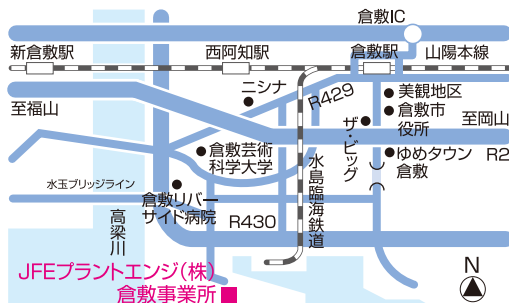 倉敷IC
新倉敷駅
西阿知駅
倉敷駅
山陽本線
ニシナ
R429
美観地区
倉敷市
役所
至福山
至岡山
ザ・ビッグ
倉敷芸術
科学大学
水島臨海鉄道
ゆめタウン
倉敷
R2
水玉ブリッジライン
倉敷リバー
サイド病院
高梁川
R430
JFEプラントエンジ(株)
倉敷事業所
N